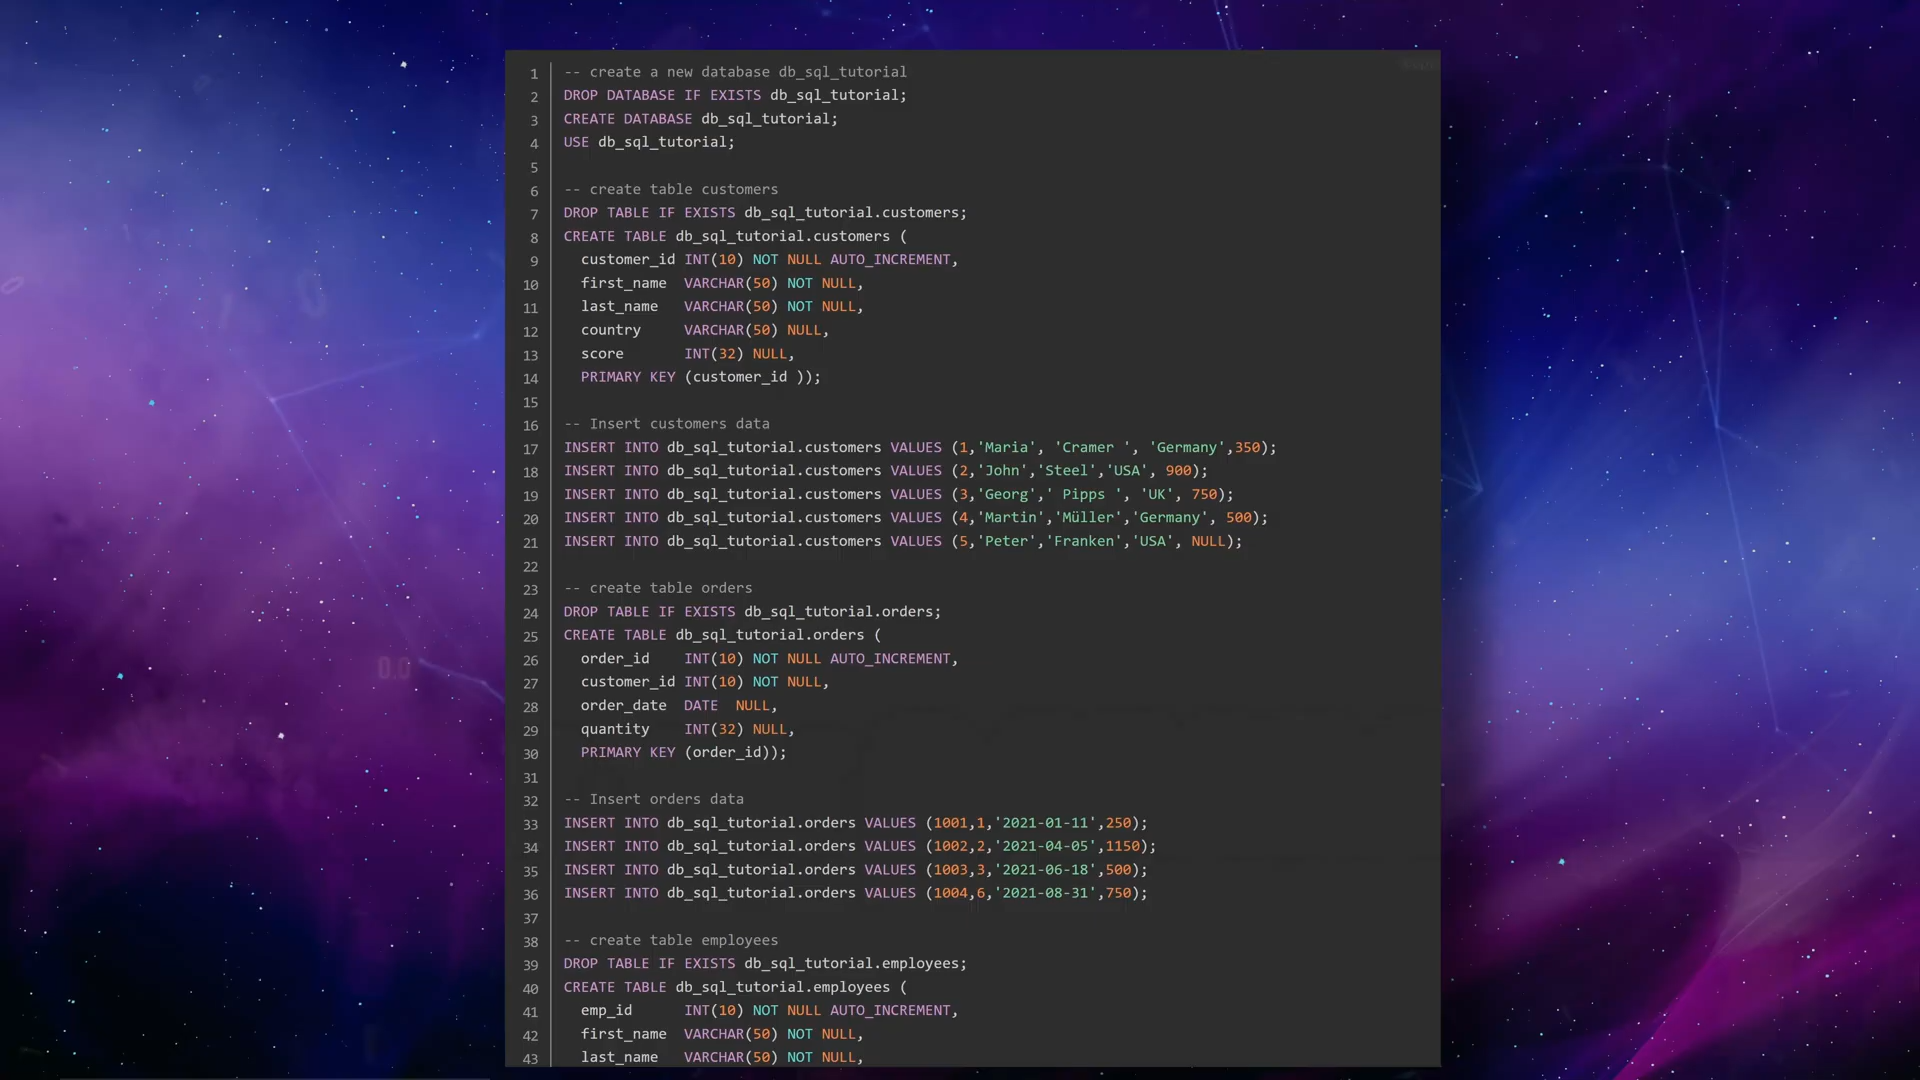 1 -- create a new database db_sql_tutorial
2 DROP DATABASE IF EXISTS db_sql_tutorial;
3 CREATE DATABASE db_sql_tutorial;
4 USE db_sql_tutorial;
5
6 -- create table customers
7 DROP TABLE IF EXISTS db_sql_tutorial.customers;
8 CREATE TABLE db_sql_tutorial.customers (
9   customer_id INT(10) NOT NULL AUTO_INCREMENT,
10   first_name  VARCHAR(50) NOT NULL,
11   last_name   VARCHAR(50) NOT NULL,
12   country     VARCHAR(50) NULL,
13   score       INT(32) NULL,
14   PRIMARY KEY (customer_id ));
15
16 -- Insert customers data
17 INSERT INTO db_sql_tutorial.customers VALUES (1,'Maria', 'Cramer ', 'Germany',350);
18 INSERT INTO db_sql_tutorial.customers VALUES (2,'John','Steel','USA', 900);
19 INSERT INTO db_sql_tutorial.customers VALUES (3,'Georg',' Pipps ', 'UK', 750);
20 INSERT INTO db_sql_tutorial.customers VALUES (4,'Martin','Müller','Germany', 500);
21 INSERT INTO db_sql_tutorial.customers VALUES (5,'Peter','Franken','USA', NULL);
22
23 -- create table orders
24 DROP TABLE IF EXISTS db_sql_tutorial.orders;
25 CREATE TABLE db_sql_tutorial.orders (
26   order_id    INT(10) NOT NULL AUTO_INCREMENT,
27   customer_id INT(10) NOT NULL,
28   order_date  DATE  NULL,
29   quantity    INT(32) NULL,
30   PRIMARY KEY (order_id));
31
32 -- Insert orders data
33 INSERT INTO db_sql_tutorial.orders VALUES (1001,1,'2021-01-11',250);
34 INSERT INTO db_sql_tutorial.orders VALUES (1002,2,'2021-04-05',1150);
35 INSERT INTO db_sql_tutorial.orders VALUES (1003,3,'2021-06-18',500);
36 INSERT INTO db_sql_tutorial.orders VALUES (1004,6,'2021-08-31',750);
37
38 -- create table employees
39 DROP TABLE IF EXISTS db_sql_tutorial.employees;
40 CREATE TABLE db_sql_tutorial.employees (
41   emp_id      INT(10) NOT NULL AUTO_INCREMENT,
42   first_name  VARCHAR(50) NOT NULL,
43   last_name   VARCHAR(50) NOT NULL,